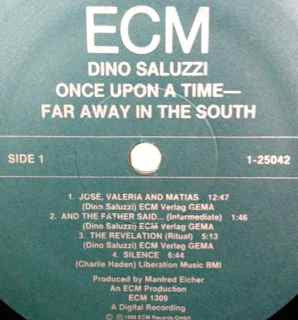 ECM
DINO SALUZZI
ONCE UPON A TIME—
FAR AWAY IN THE SOUTH
SIDE 1 1-25042
1. JOSE, VALERIA AND MATIAS 12:47
(Dino Saluzzi) ECM Verlag GEMA
2. AND THE FATHER SAID... (Intermediate) 1:46
(Dino Saluzzi) ECM Verlag GEMA
3. THE REVELATION (Ritual) 5:13
(Dino Saluzzi) ECM Verlag GEMA
4. SILENCE 6:44
(Charlie Haden) Liberation Music BMI
Produced by Manfred Eicher
An ECM Production
ECM 1309
A Digital Recording
ECM Records GmbH